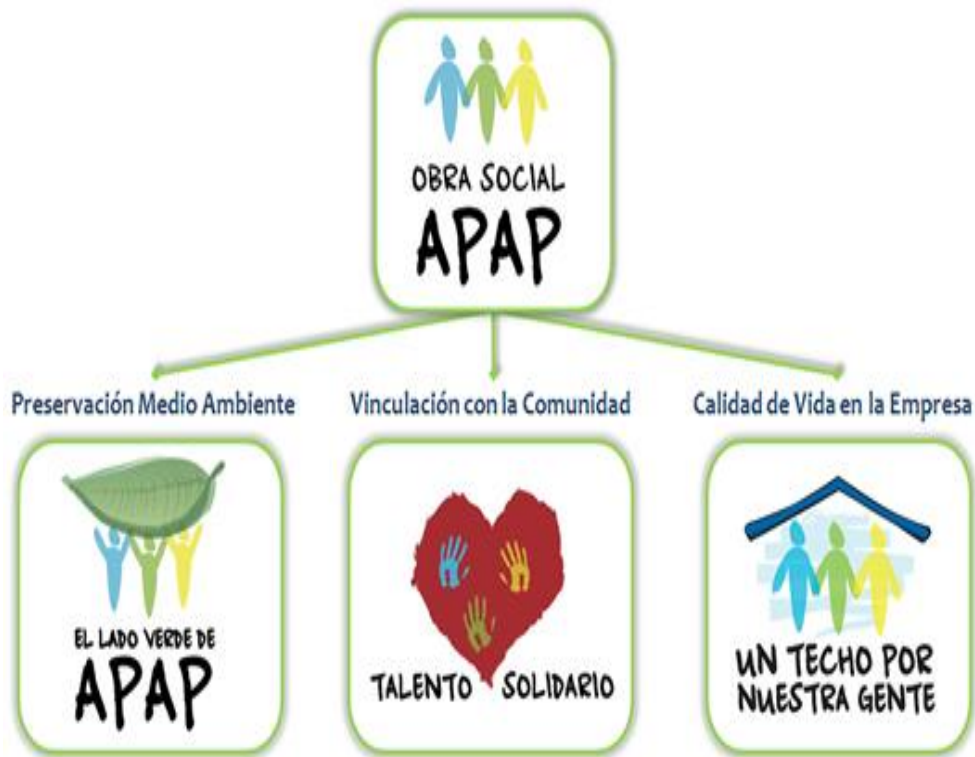 OBRA SOCIAL
APAP
Preservación Medio Ambiente
Vinculación con la Comunidad
Calidad de Vida en la Empresa
EL LADO VERDE DE
APAP
TALENTO SOLIDARIO
UN TECHO POR
NUESTRA GENTE